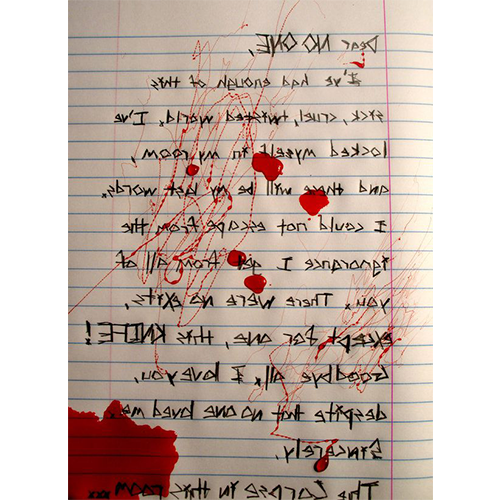 Dear NO ONE,
I've had enough of this
sick, cruel, twisted world. I've
locked myself in my room,
and these will be my last words.
I could not escape from the
ignorance I get from all of
you. There were no exits,
except for one, this KNIFE!
Goodbye all, I love you,
despite that no one loved me.
Sincerely,
The Corpse in this room...